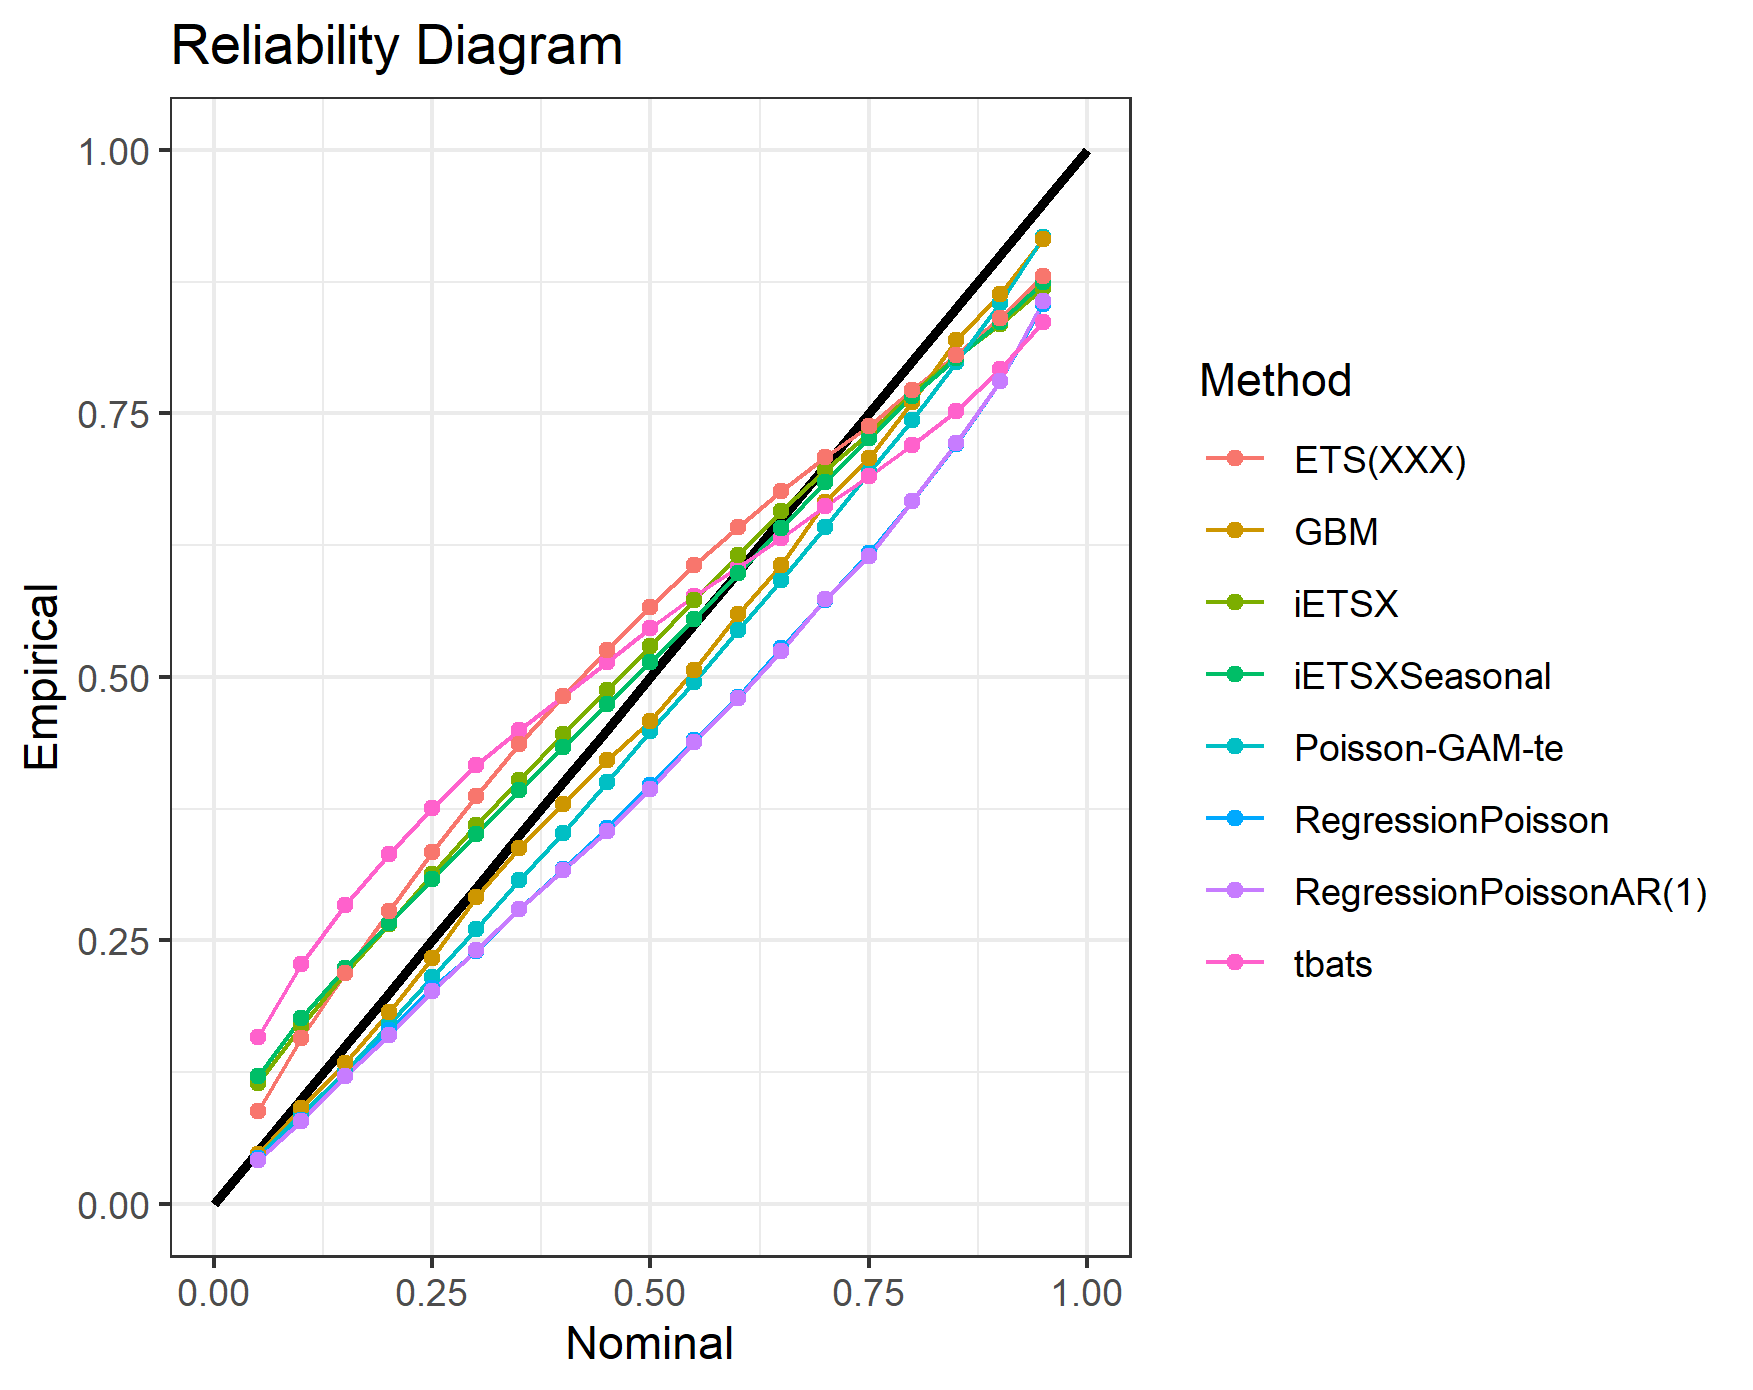 Reliability Diagram
1.00
0.75
0.50
0.25
0.00
Empirical
0.00 0.25 0.50 0.75 1.00
Nominal
Method
ETS(XXX)
GBM
iETSX
iETSXSeasonal
Poisson-GAM-te
RegressionPoisson
RegressionPoissonAR(1)
tbats